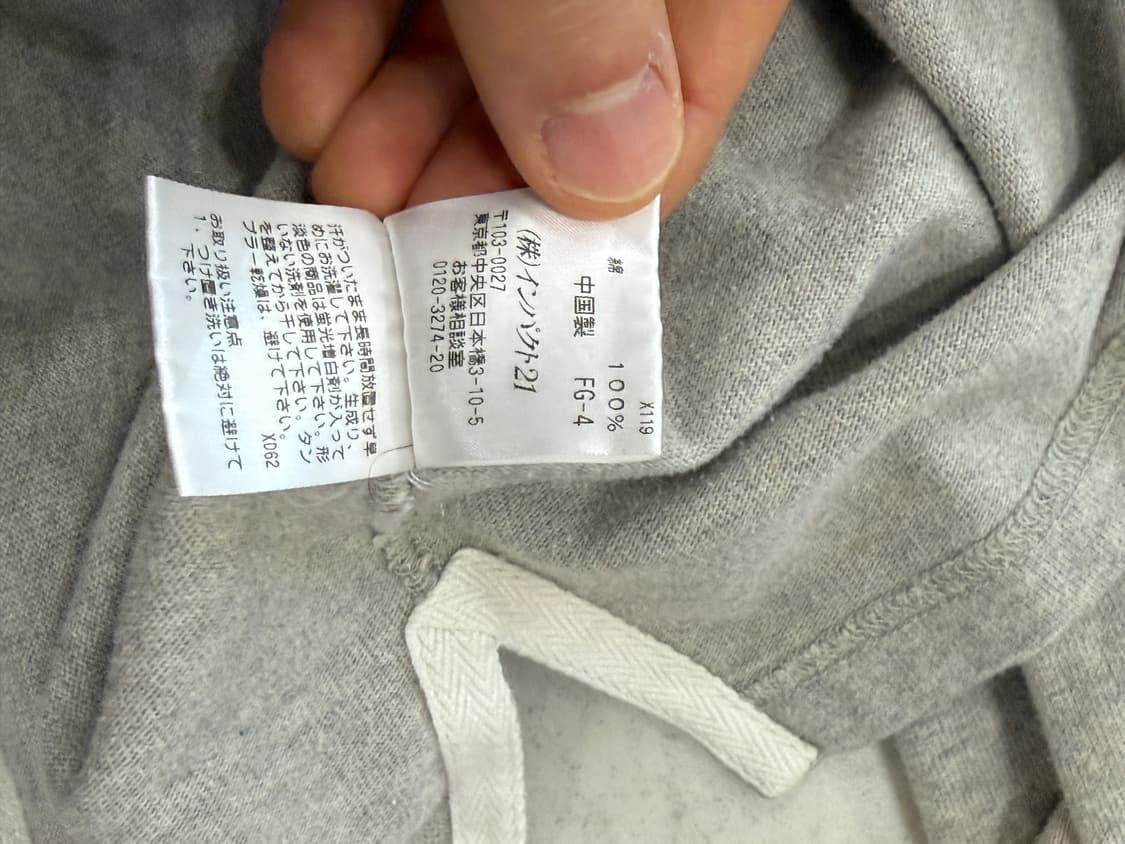 X119
綿 100%
中国製 FG-4
(株)インパクト21
〒103-0027
東京都中央区日本橋3-10-5
お客様相談室
0120-3274-20
汗がついたまま長時間放置せず早
めにお洗濯して下さい。生成り、
淡色の商品は蛍光増白剤が入って
いない洗剤を使用して下さい。形
を整えてから干して下さい。タン
ブラー乾燥は、避けて下さい。
X062
お取り扱い注意点
1．つけ置き洗いは絶対に避けて
下さい。